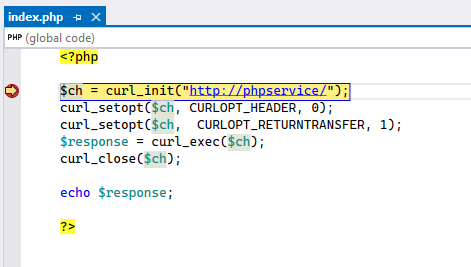 index.php
PHP (global code)
<?php
$ch = curl_init("http://phpservice/");
curl_setopt($ch, CURLOPT_HEADER, 0);
curl_setopt($ch,  CURLOPT_RETURNTRANSFER, 1);
$response = curl_exec($ch);
curl_close($ch);
echo $response;
?>